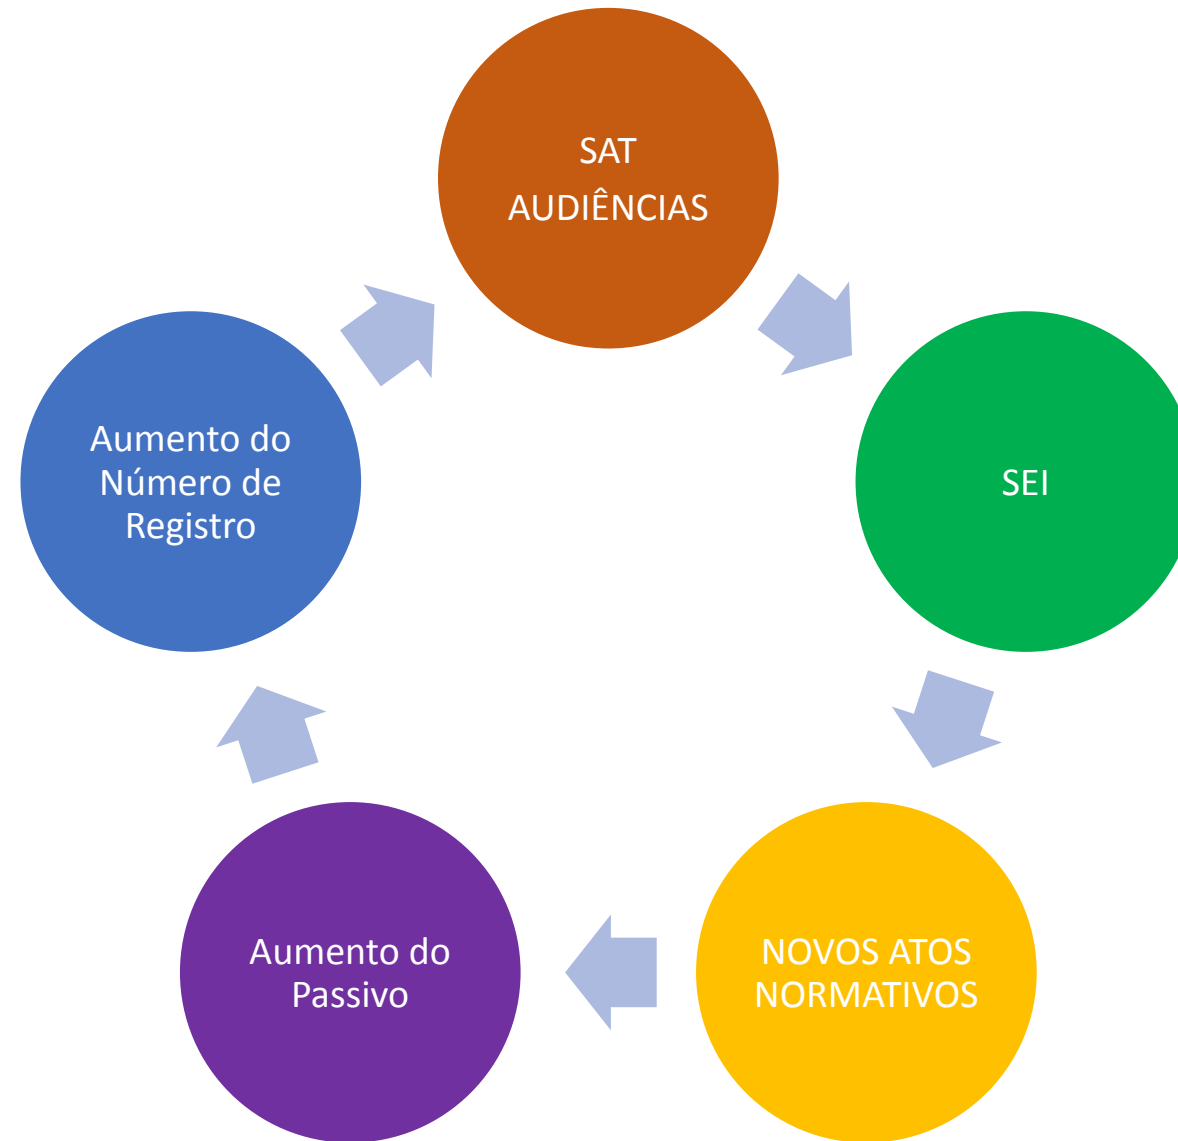 SAT
AUDIÊNCIAS
SEI
NOVOS ATOS
NORMATIVOS
Aumento do
Passivo
Aumento do
Número de
Registro